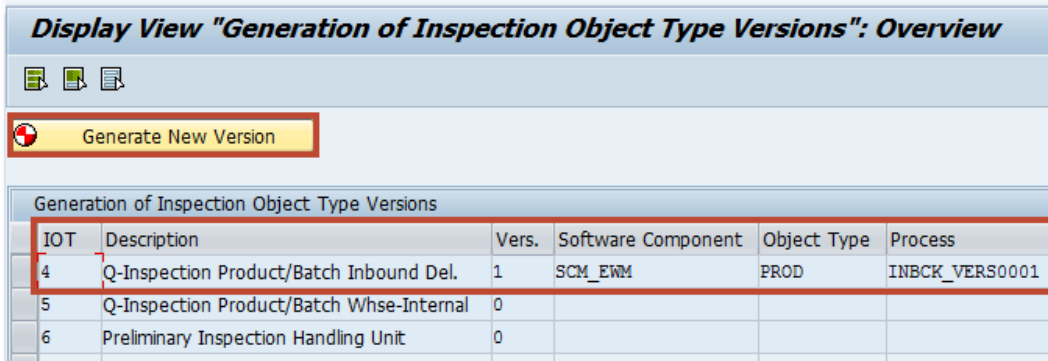 Display View "Generation of Inspection Object Type Versions": Overview
Generate New Version
Generation of Inspection Object Type Versions
IOT Description Vers. Software Component Object Type Process
4 Q-Inspection Product/Batch Inbound Del. 1 SCM_EWM PROD INBCK_VERS0001
5 Q-Inspection Product/Batch Whse-Internal 0
6 Preliminary Inspection Handling Unit 0